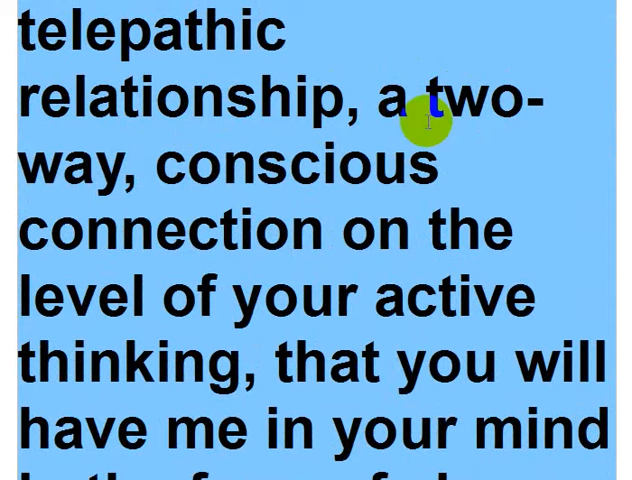 telepathic
relationship, a two-
way, conscious
connection on the
level of your active
thinking, that you will
have me in your mind